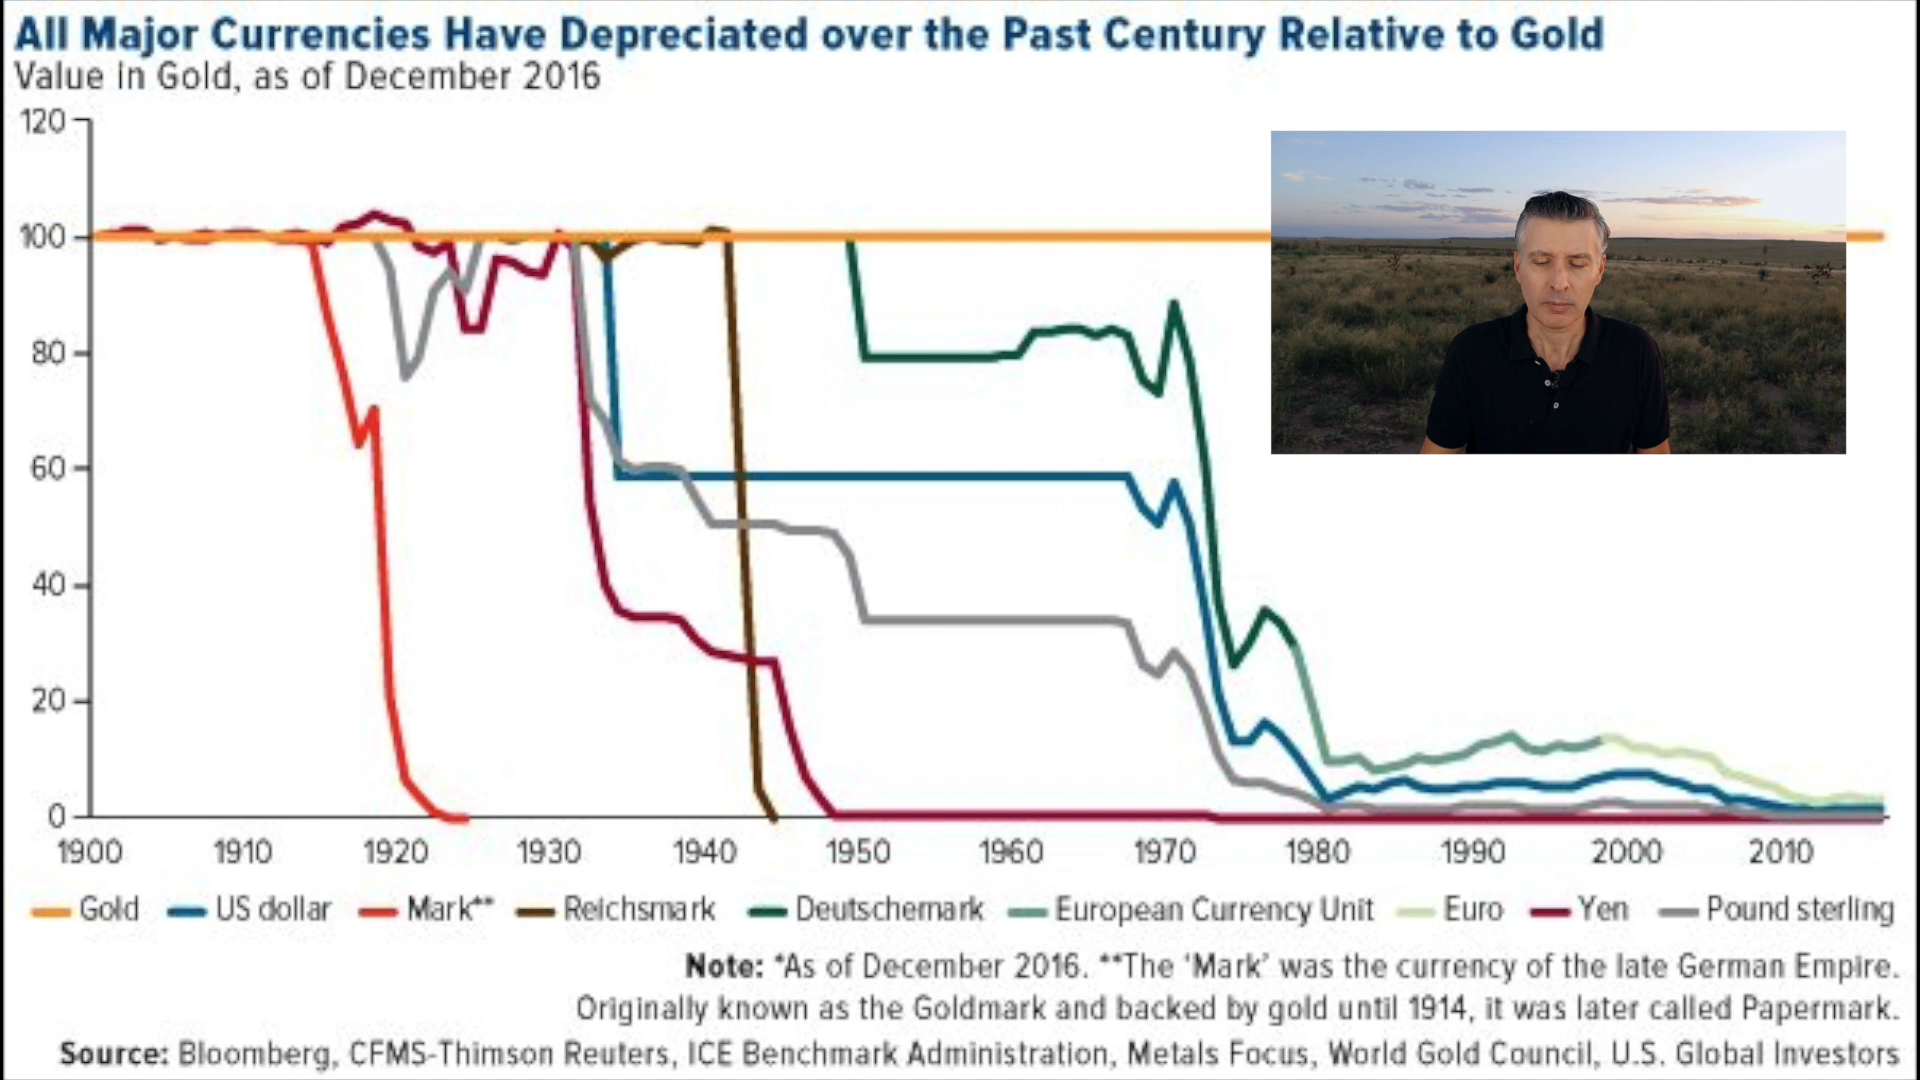 All Major Currencies Have Depreciated over the Past Century Relative to Gold
Value in Gold, as of December 2016
120
100
80
60
40
20
0
1900 1910 1920 1930 1940 1950 1960 1970 1980 1990 2000 2010
Gold US dollar Mark** Reichsmark Deutschemark European Currency Unit Euro Yen Pound sterling
Note: *As of December 2016. **The ‘Mark’ was the currency of the late German Empire.
Originally known as the Goldmark and backed by gold until 1914, it was later called Papermark.
Source: Bloomberg, CFMS-Thimson Reuters, ICE Benchmark Administration, Metals Focus, World Gold Council, U.S. Global Investors